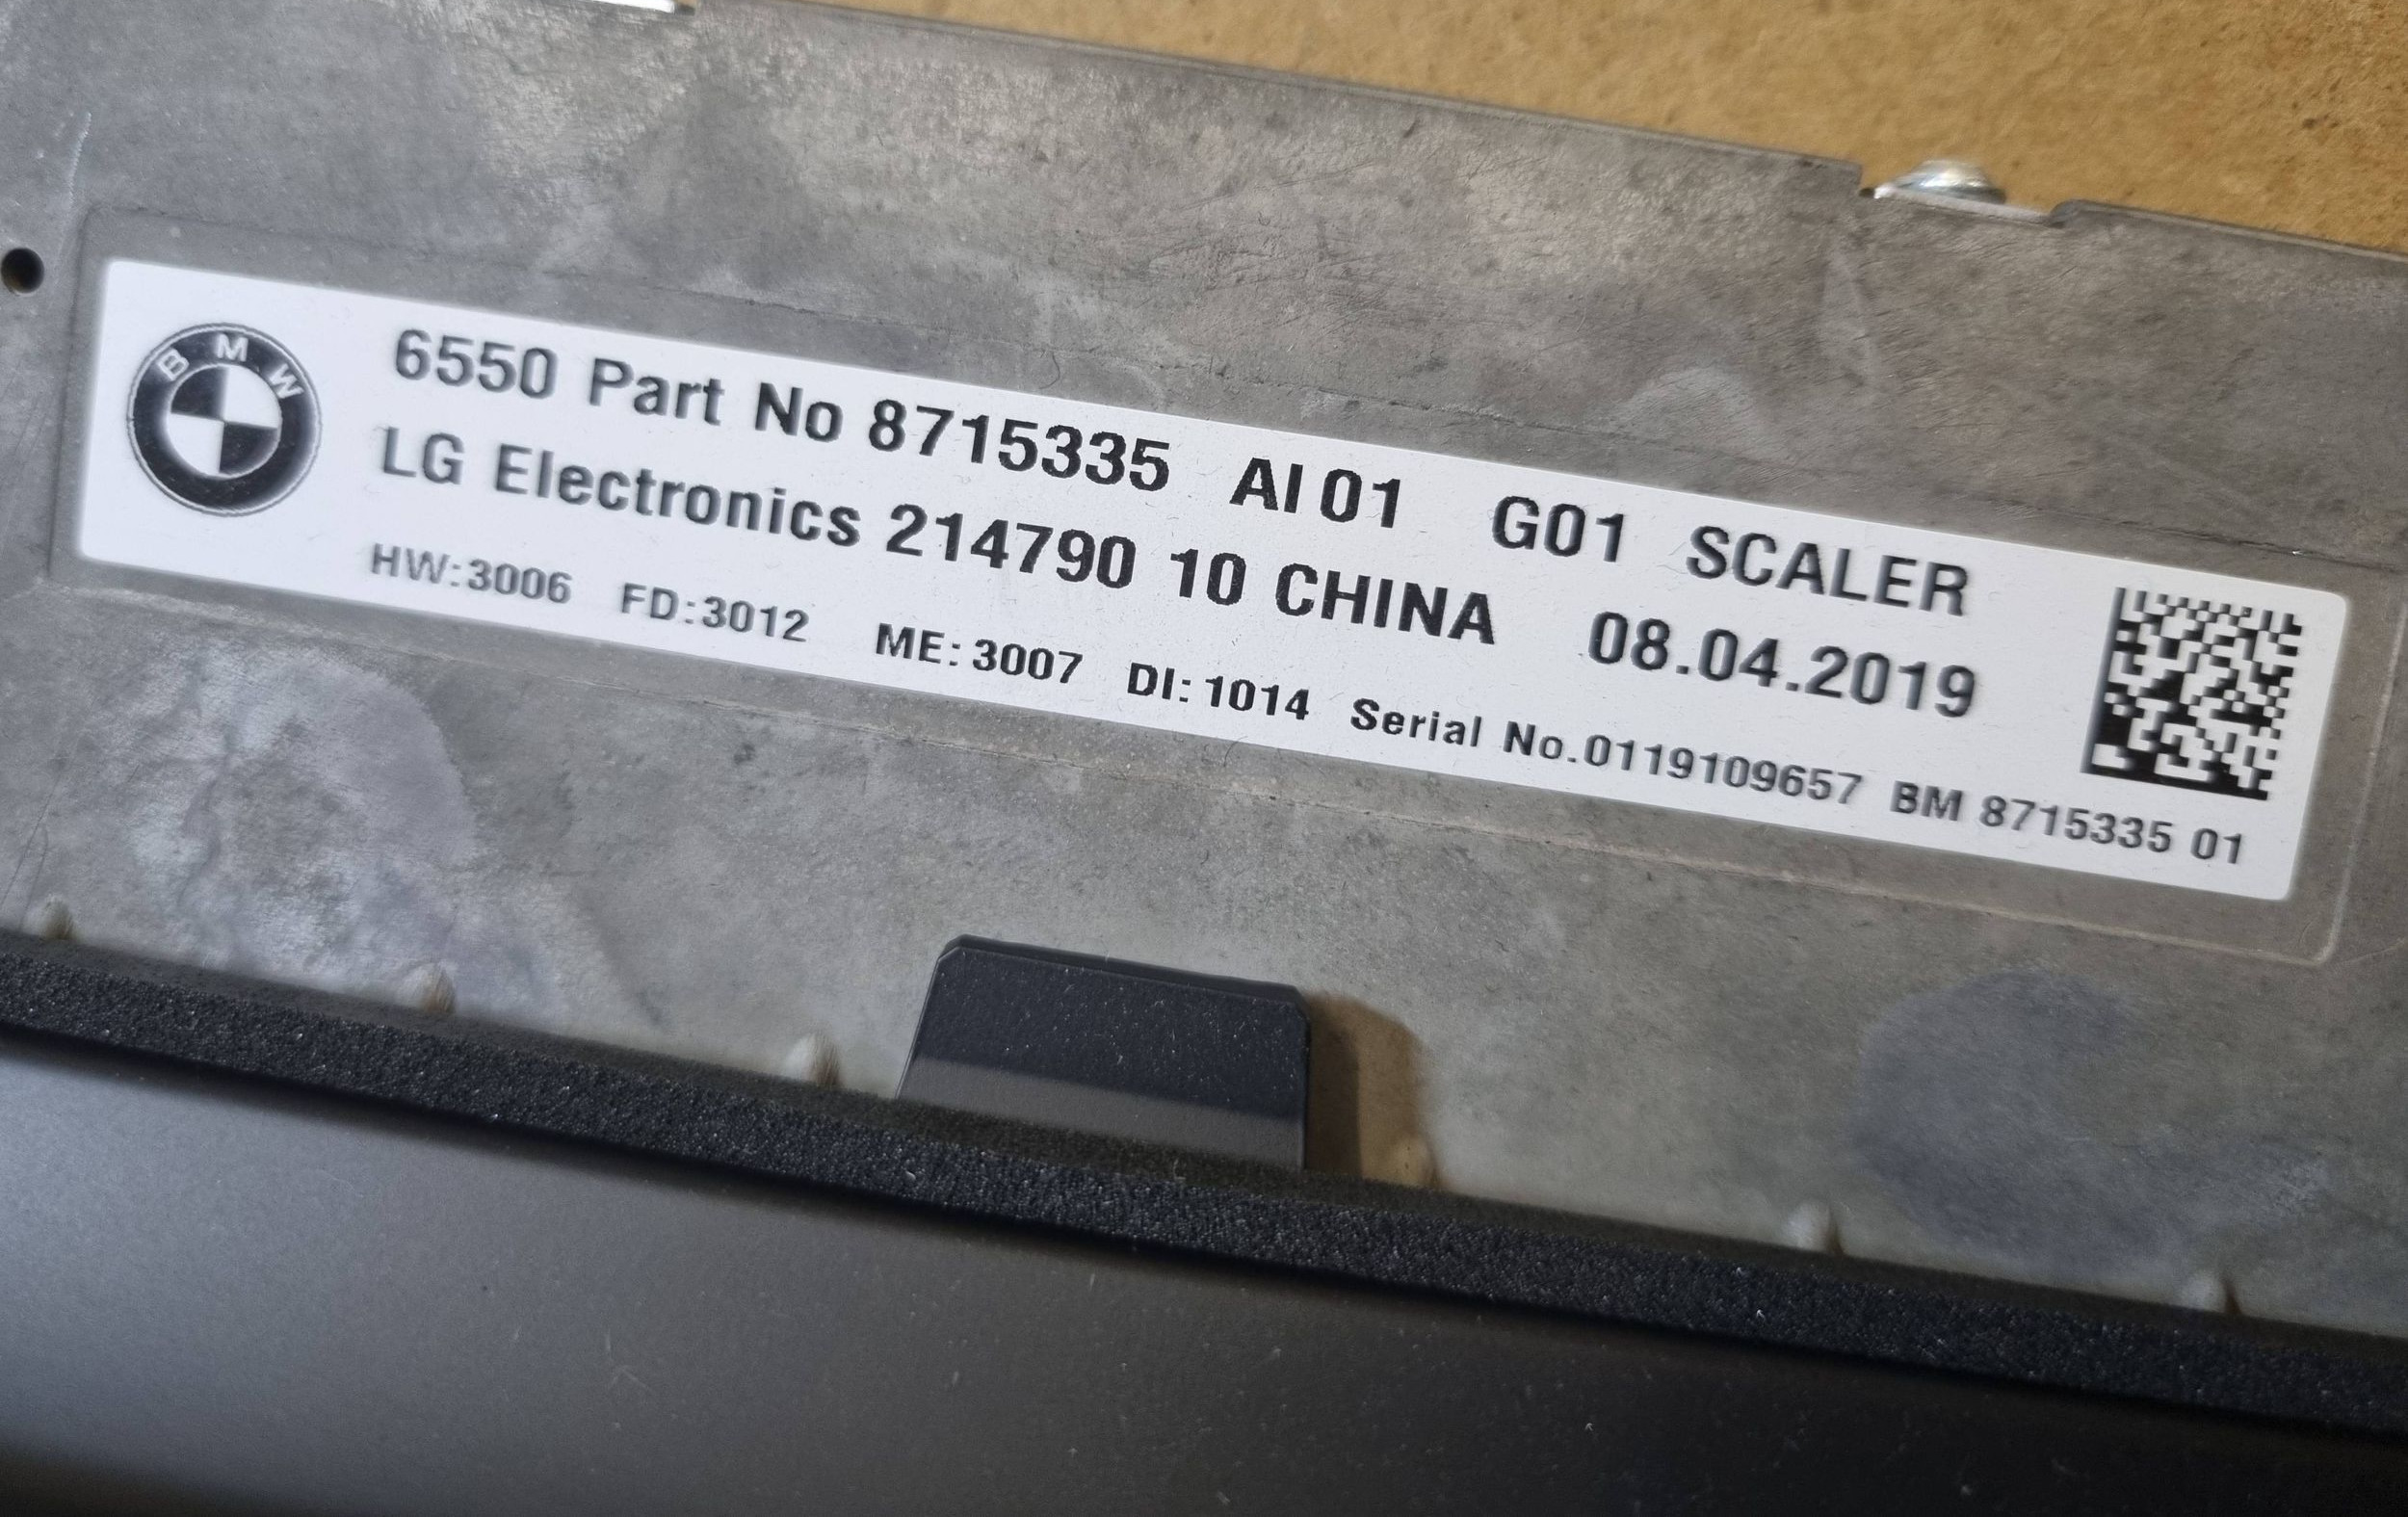 BMW
6550 Part No 8715335 AI 01 G01 SCALER
LG Electronics 214790 10 CHINA 08.04.2019
HW:3006 FD:3012 ME:3007 DI:1014 Serial No.0119109657 BM 8715335 01